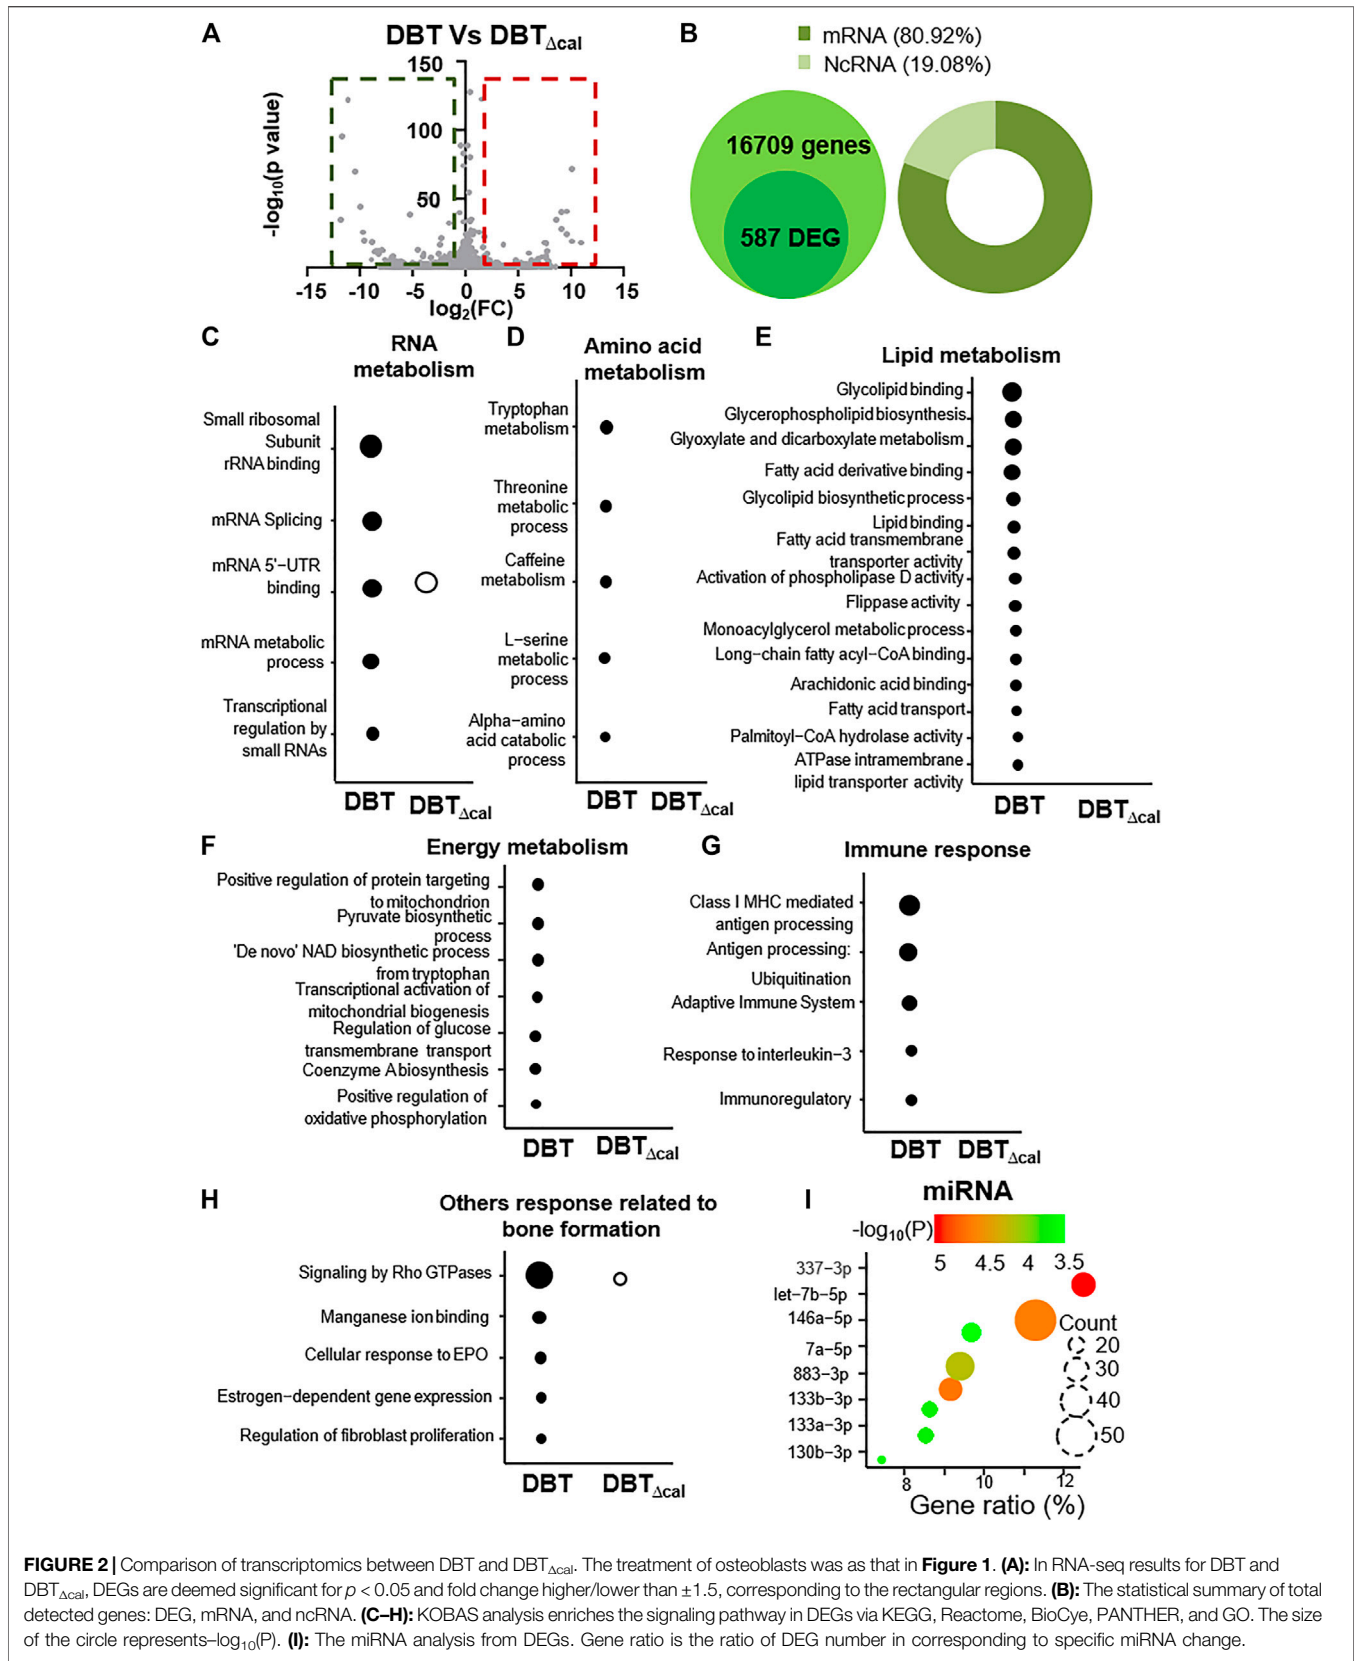 A
DBT Vs DBTΔcal
150
100
50
-log10(p value)
-15 -10 -5 0 5 10 15
log2(FC)
B
mRNA (80.92%)
NcRNA (19.08%)
16709 genes
587 DEG
C
RNA
metabolism
Small ribosomal
Subunit
rRNA binding
mRNA Splicing
mRNA 5'−UTR
binding
mRNA metabolic
process
Transcriptional
regulation by
small RNAs
DBT DBTΔcal
D
Amino acid
metabolism
Tryptophan
metabolism
Threonine
metabolic
process
Caffeine
metabolism
L−serine
metabolic
process
Alpha−amino
acid catabolic
process
DBT DBTΔcal
E
Lipid metabolism
Glycolipid binding
Glycerophospholipid biosynthesis
Glyoxylate and dicarboxylate metabolism
Fatty acid derivative binding
Glycolipid biosynthetic process
Lipid binding
Fatty acid transmembrane
transporter activity
Activation of phospholipase D activity
Flippase activity
Monoacylglycerol metabolic process
Long−chain fatty acyl−CoA binding
Arachidonic acid binding
Fatty acid transport
Palmitoyl−CoA hydrolase activity
ATPase intramembrane
lipid transporter activity
DBT DBTΔcal
F
Energy metabolism
Positive regulation of protein targeting
to mitochondrion
Pyruvate biosynthetic
process
'De novo' NAD biosynthetic process
from tryptophan
Transcriptional activation of
mitochondrial biogenesis
Regulation of glucose
transmembrane transport
Coenzyme A biosynthesis
Positive regulation of
oxidative phosphorylation
DBT DBTΔcal
G
Immune response
Class I MHC mediated
antigen processing
Antigen processing:
Ubiquitination
Adaptive Immune System
Response to interleukin−3
Immunoregulatory
DBT DBTΔcal
H
Others response related to
bone formation
Signaling by Rho GTPases
Manganese ion binding
Cellular response to EPO
Estrogen−dependent gene expression
Regulation of fibroblast proliferation
DBT DBTΔcal
I
miRNA
-log10(P)
5 4.5 4 3.5
337-3p
let-7b-5p
146a-5p
7a-5p
883−3p
133b-3p
133a−3p
130b−3p
Count
20
30
40
50
8 10 12
Gene ratio (%)
FIGURE 2 | Comparison of transcriptomics between DBT and DBTΔcal. The treatment of osteoblasts was as that in Figure 1. (A): In RNA-seq results for DBT and
DBTΔcal, DEGs are deemed significant for p < 0.05 and fold change higher/lower than ±1.5, corresponding to the rectangular regions. (B): The statistical summary of total
detected genes: DEG, mRNA, and ncRNA. (C–H): KOBAS analysis enriches the signaling pathway in DEGs via KEGG, Reactome, BioCye, PANTHER, and GO. The size
of the circle represents–log10(P). (I): The miRNA analysis from DEGs. Gene ratio is the ratio of DEG number in corresponding to specific miRNA change.